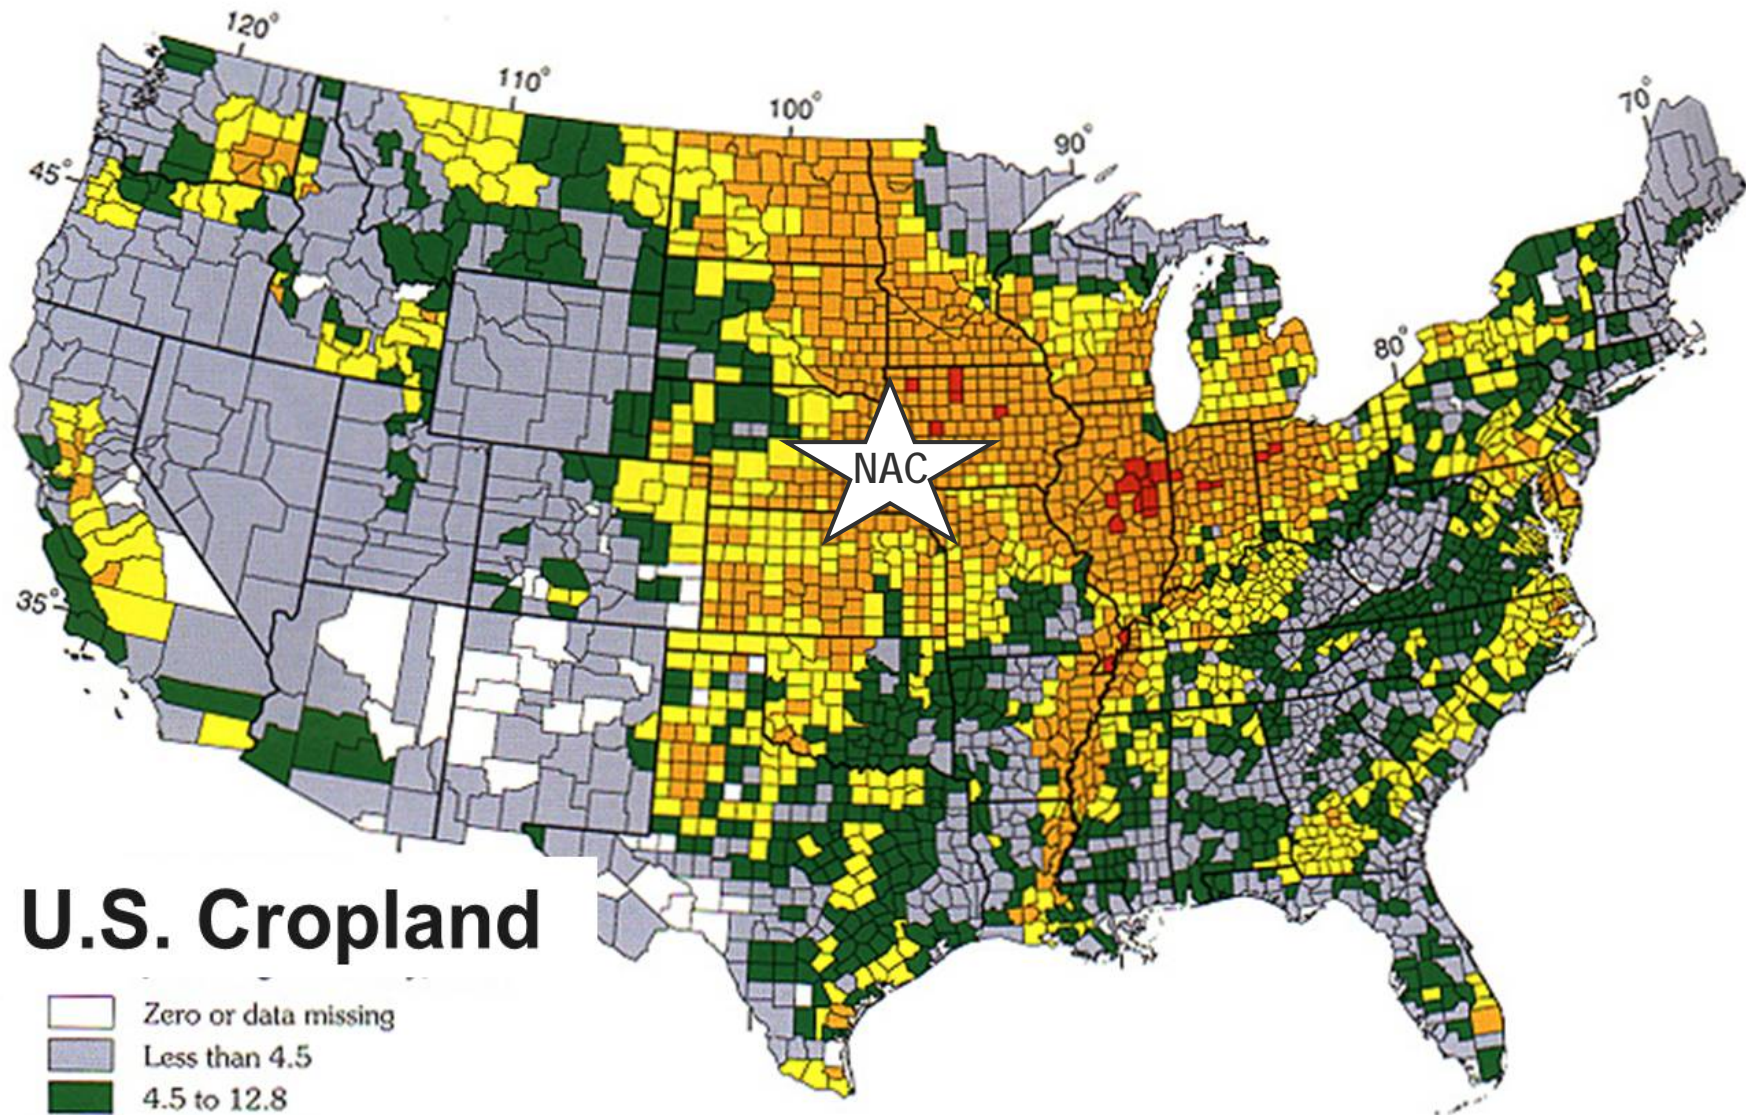 120°
110°
100°
90°
70°
45°
80°
NAC
35°
U.S. Cropland
Zero or data missing
Less than 4.5
4.5 to 12.8